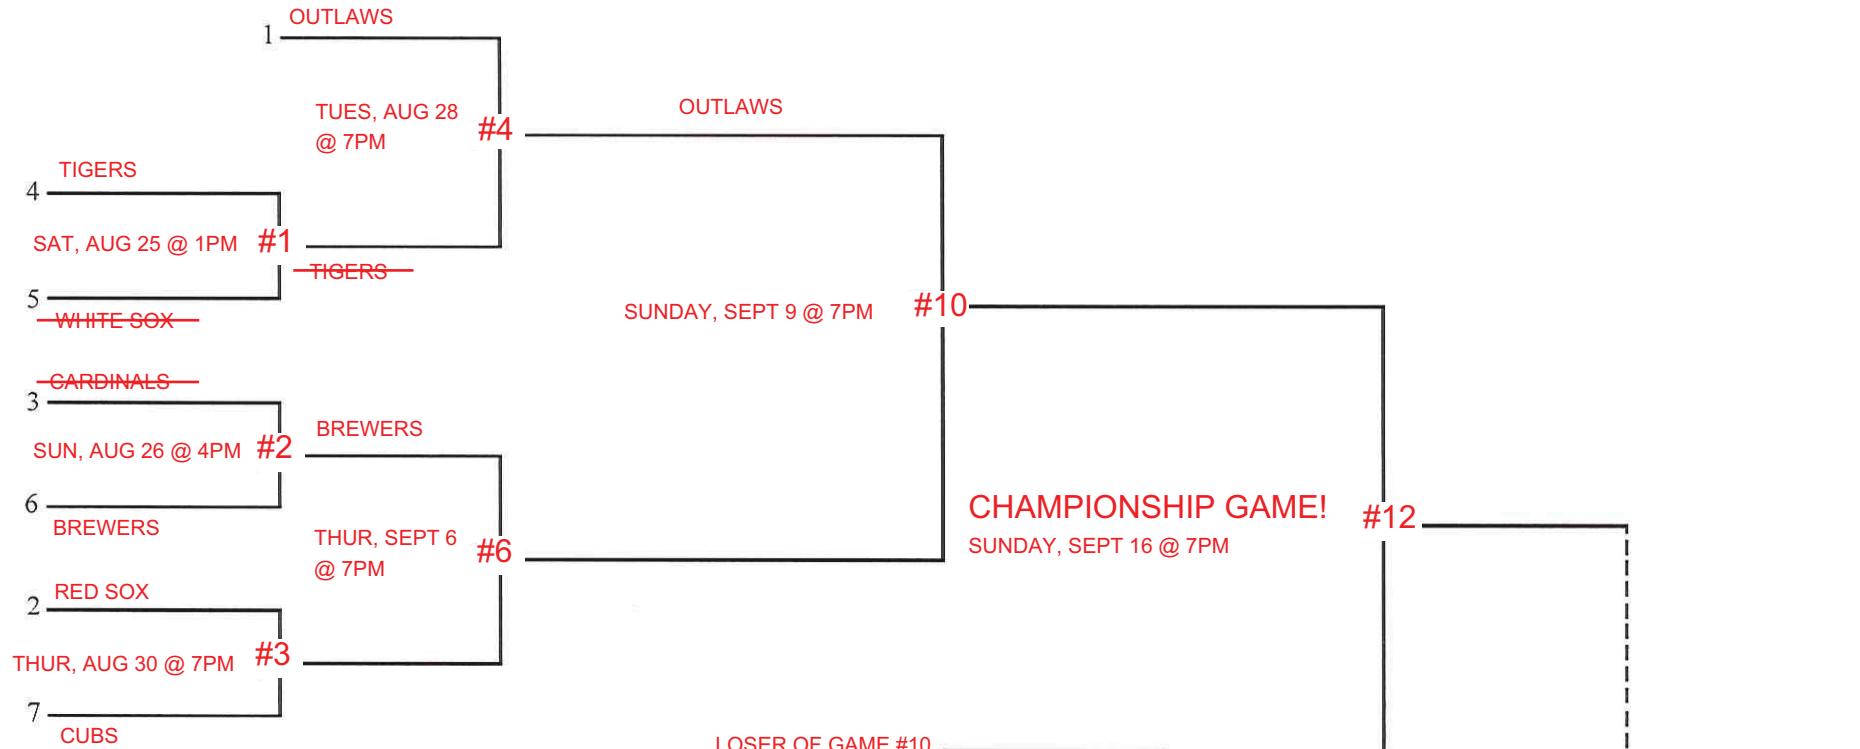 OUTLAWS
1
TUES, AUG 28
@ 7PM
#4
OUTLAWS
TIGERS
4
SAT, AUG 25 @ 1PM
#1
TIGERS
5
WHITE SOX
SUNDAY, SEPT 9 @ 7PM
#10
CARDINALS
3
SUN, AUG 26 @ 4PM
#2
BREWERS
6
BREWERS
THUR, SEPT 6
@ 7PM
#6
CHAMPIONSHIP GAME!
SUNDAY, SEPT 16 @ 7PM
#12
RED SOX
2
THUR, AUG 30 @ 7PM
#3
7
CUBS
LOSER OF GAME #10